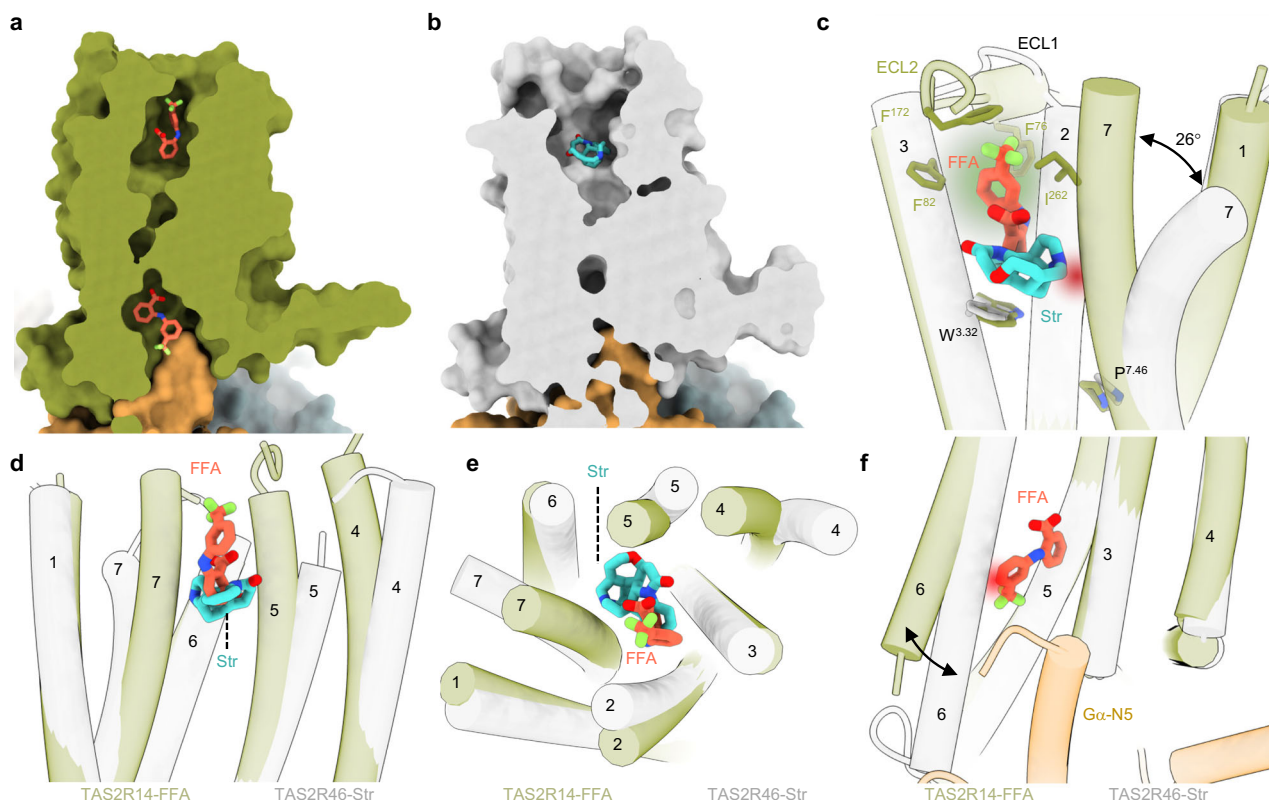 a
b
c
ECL1
ECL2
F172
F76
3
2
7
1
26°
FFA
F82
I262
7
Str
W3.32
P7.46
d
FFA
1
7
7
6
5
5
4
4
Str
e
Str
6
5
5
4
4
7
7
3
FFA
1
2
2
f
FFA
6
5
3
4
6
Gα-N5
TAS2R14-FFA TAS2R46-Str
TAS2R14-FFA TAS2R46-Str
TAS2R14-FFA TAS2R46-Str